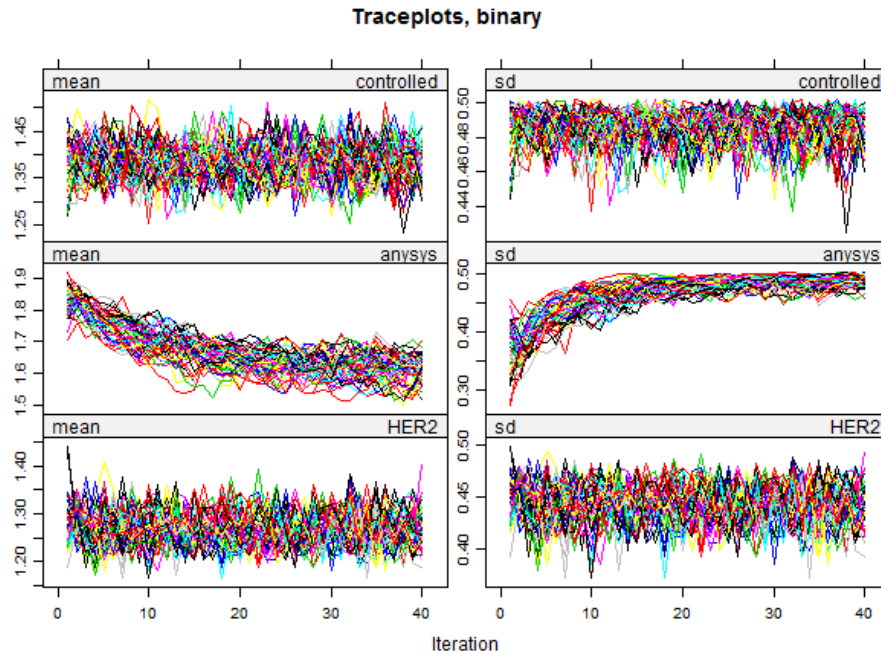 Traceplots, binary
mean controlled
sd controlled
1.25 1.35 1.45
0.44 0.46 0.48 0.50
mean anysys
sd anysys
1.5 1.6 1.7 1.8 1.9
0.30 0.40 0.50
mean HER2
sd HER2
1.20 1.30 1.40
0.40 0.45 0.50
0 10 20 30 40
0 10 20 30 40
Iteration